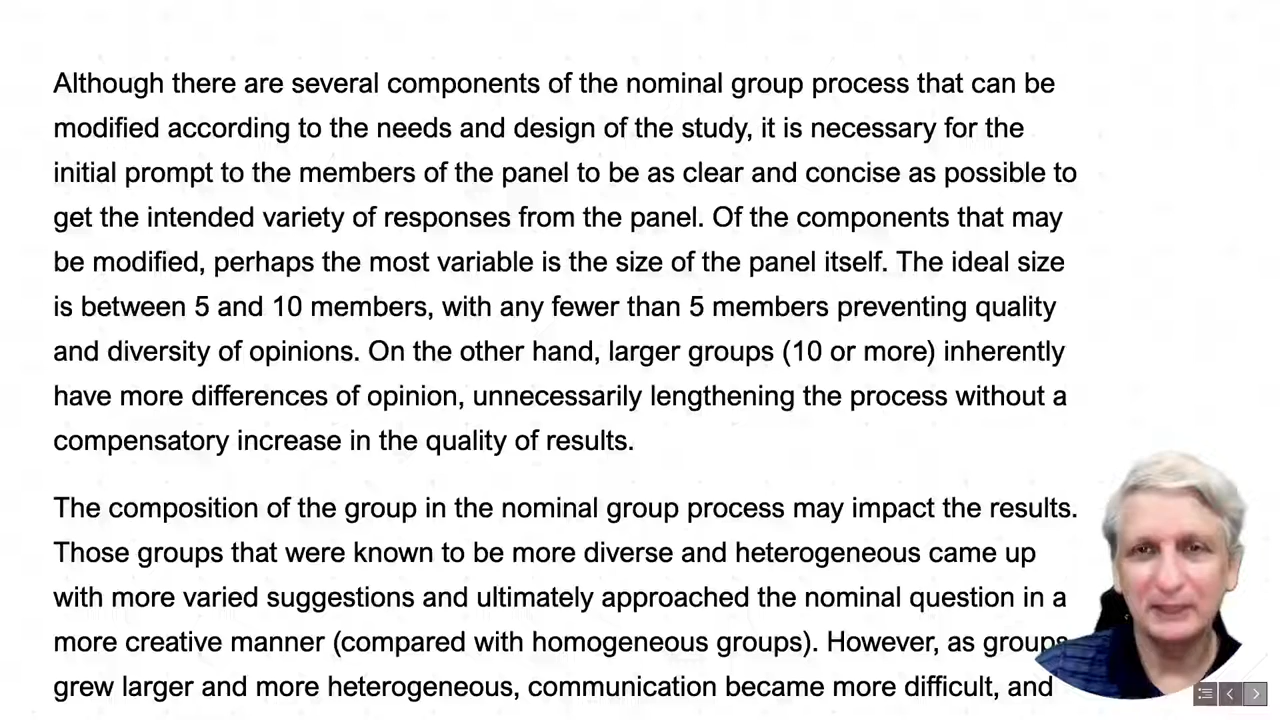 Although there are several components of the nominal group process that can be
modified according to the needs and design of the study, it is necessary for the
initial prompt to the members of the panel to be as clear and concise as possible to
get the intended variety of responses from the panel. Of the components that may
be modified, perhaps the most variable is the size of the panel itself. The ideal size
is between 5 and 10 members, with any fewer than 5 members preventing quality
and diversity of opinions. On the other hand, larger groups (10 or more) inherently
have more differences of opinion, unnecessarily lengthening the process without a
compensatory increase in the quality of results.
The composition of the group in the nominal group process may impact the results.
Those groups that were known to be more diverse and heterogeneous came up
with more varied suggestions and ultimately approached the nominal question in a
more creative manner (compared with homogeneous groups). However, as groups
grew larger and more heterogeneous, communication became more difficult, and